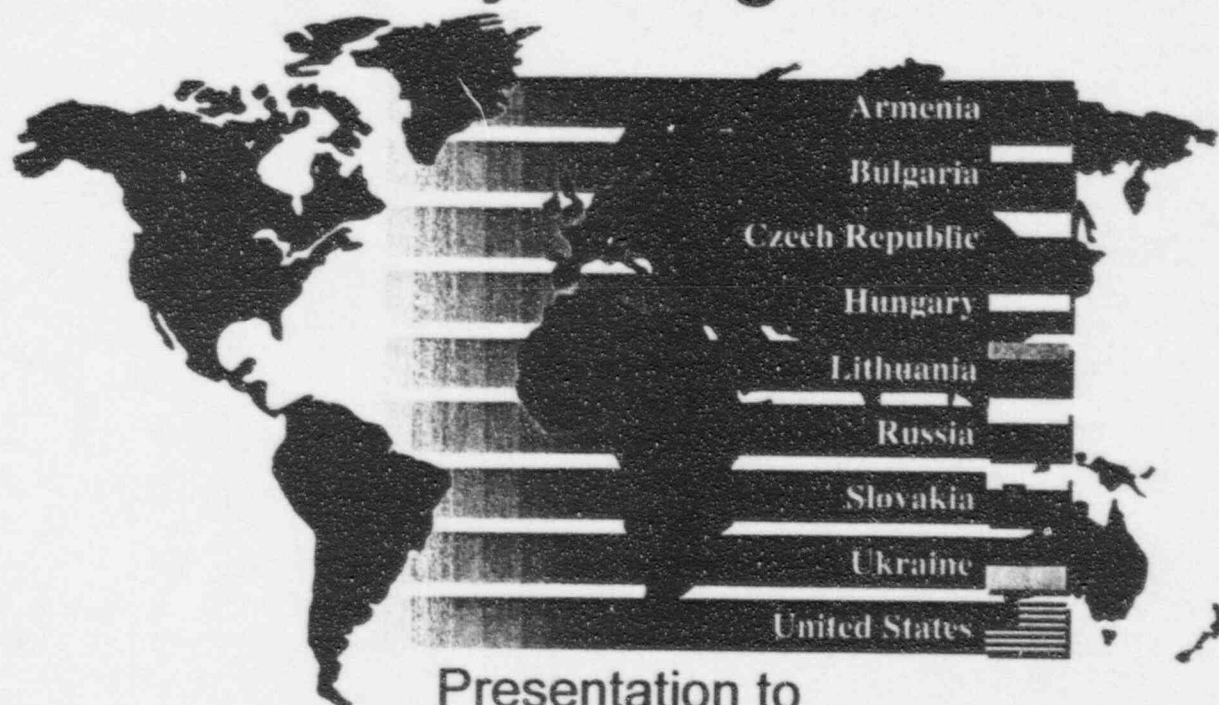 Armenia
Bulgaria
Czech Republic
Hungary
Lithuania
Russia
Slovakia
Ukraine
United States
Presentation to